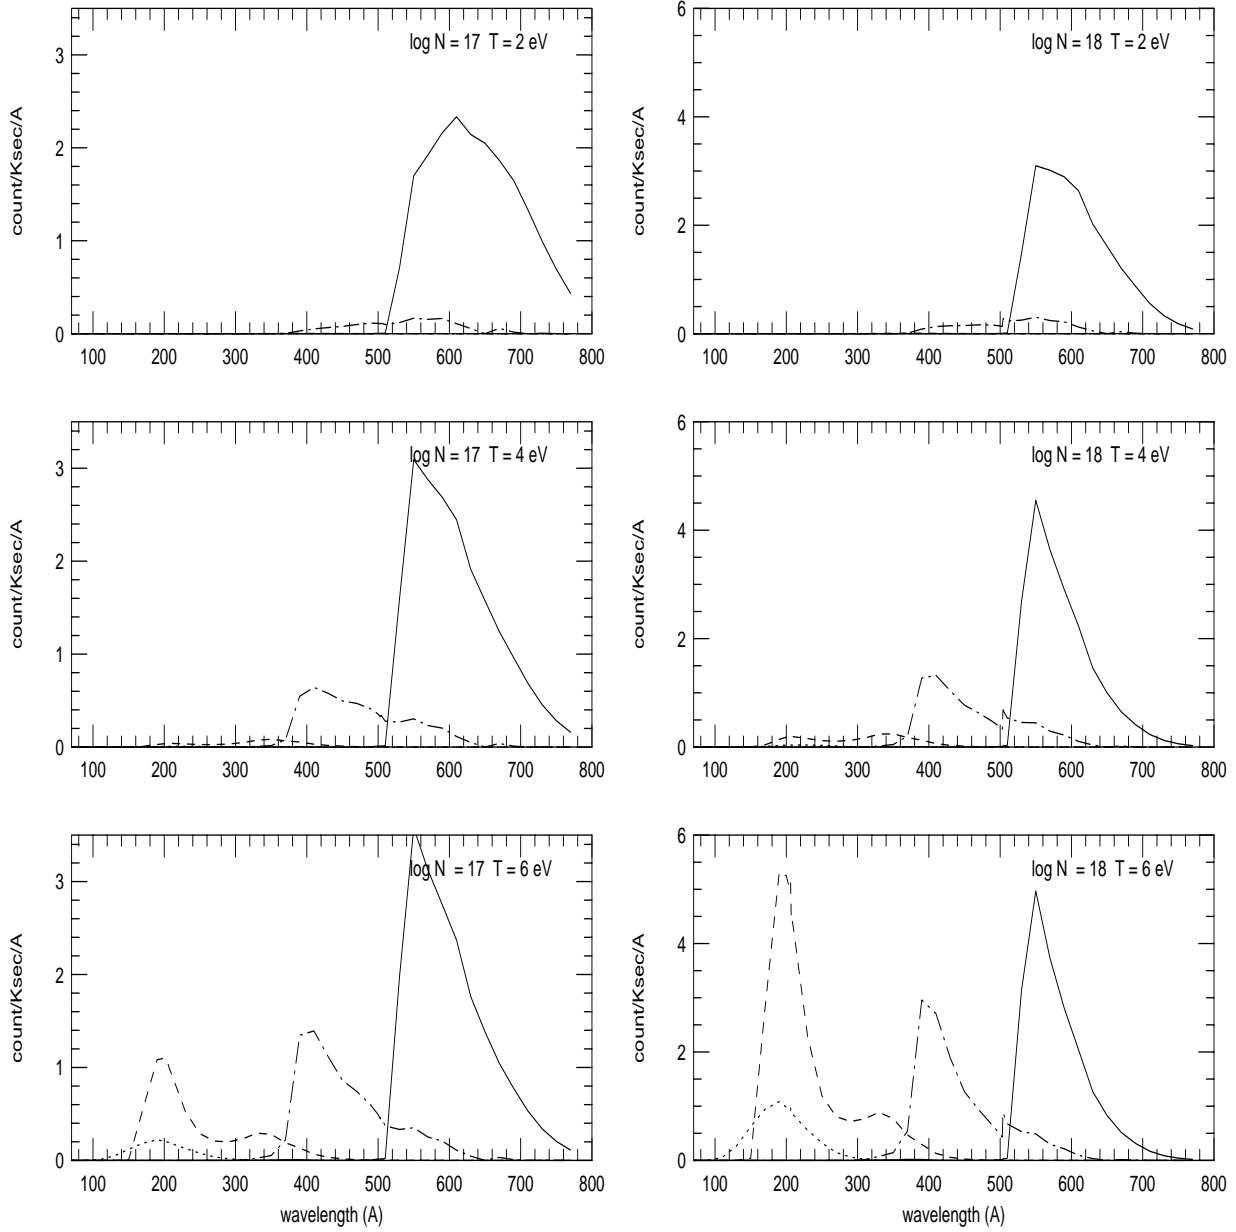 log N = 17 T = 2 eV
count/Ksec/A
3
2
1
0
100 200 300 400 500 600 700 800
log N = 18 T = 2 eV
count/Ksec/A
6
4
2
0
100 200 300 400 500 600 700 800
log N = 17 T = 4 eV
count/Ksec/A
3
2
1
0
100 200 300 400 500 600 700 800
log N = 18 T = 4 eV
count/Ksec/A
6
4
2
0
100 200 300 400 500 600 700 800
log N = 17 T = 6 eV
count/Ksec/A
3
2
1
0
100 200 300 400 500 600 700 800
wavelength (A)
log N = 18 T = 6 eV
count/Ksec/A
6
4
2
0
100 200 300 400 500 600 700 800
wavelength (A)